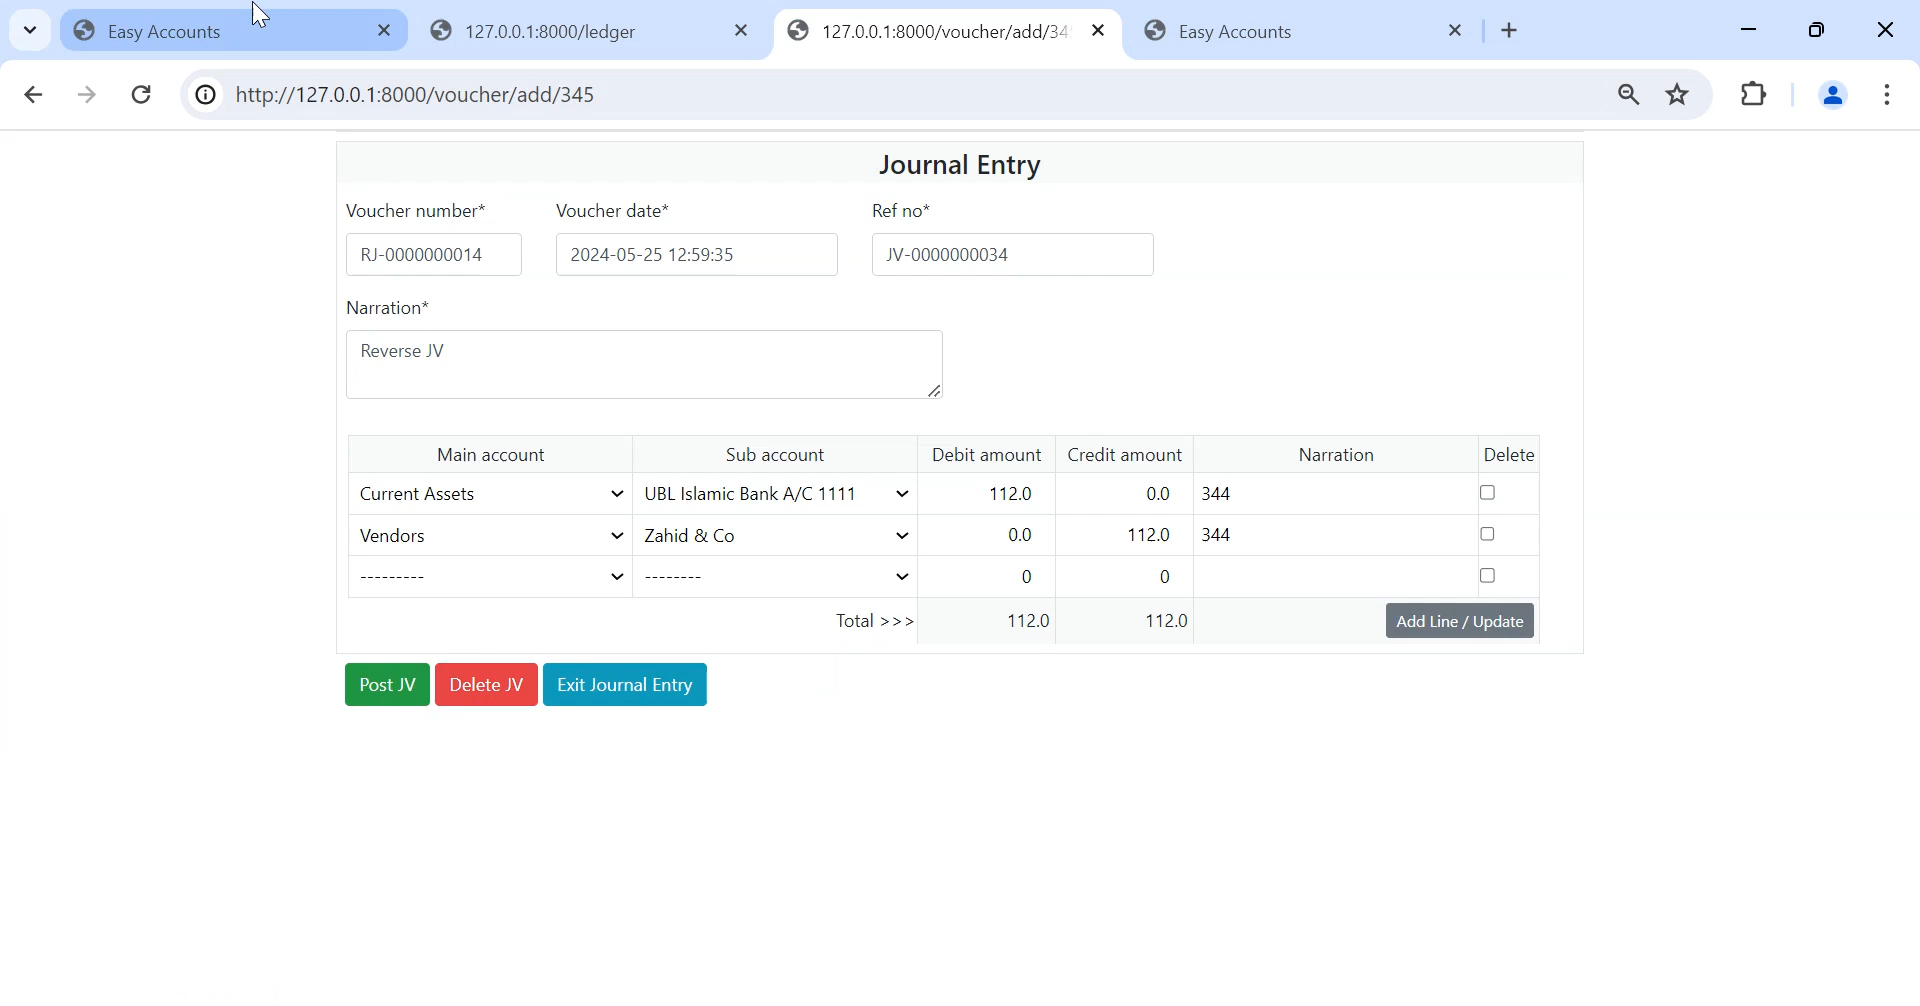 Easy Accounts 127.0.0.1:8000/ledger 127.0.0.1:8000/voucher/add/34 Easy Accounts
http://127.0.0.1:8000/voucher/add/345
Journal Entry
Voucher number* Voucher date* Ref no*
RJ-0000000014 2024-05-25 12:59:35 JV-0000000034
Narration*
Reverse JV
Main account Sub account Debit amount Credit amount Narration Delete
Current Assets UBL Islamic Bank A/C 1111 112.0 0.0 344
Vendors Zahid & Co 0.0 112.0 344
--------- -------- 0 0
Total >>> 112.0 112.0 Add Line / Update
Post JV Delete JV Exit Journal Entry